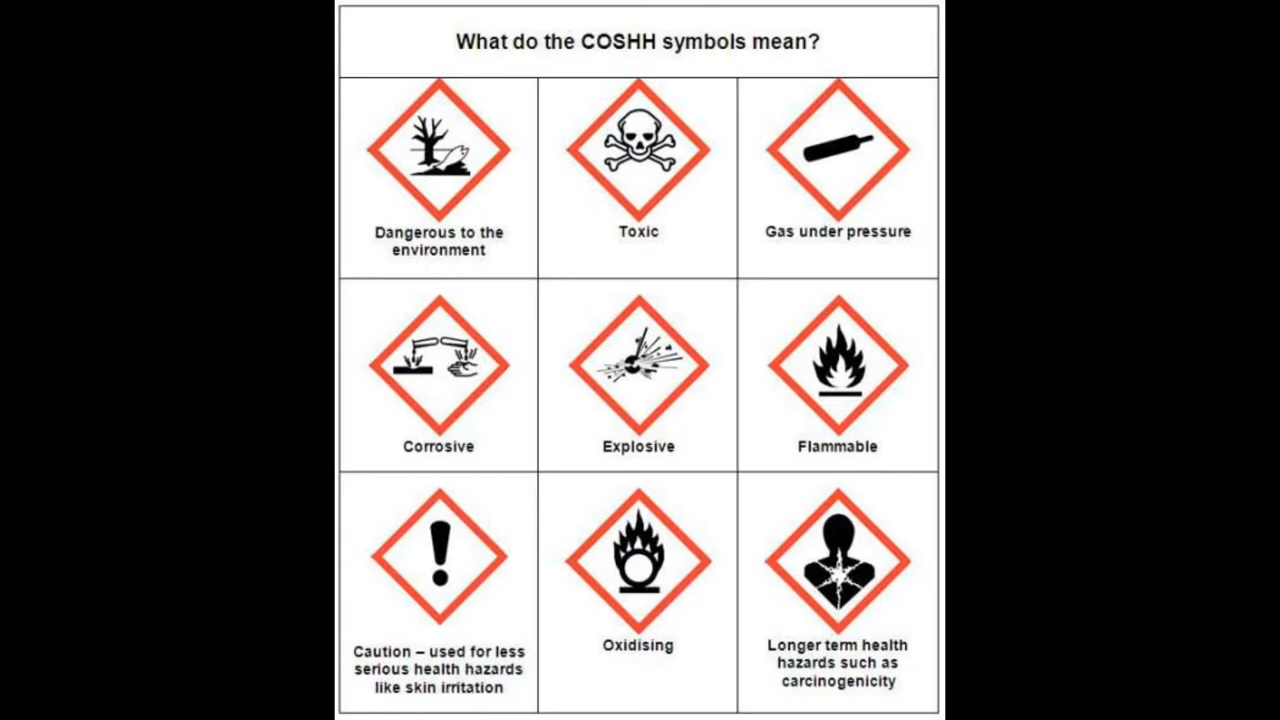 What do the COSHH symbols mean?
Dangerous to the
environment
Toxic
Gas under pressure
Corrosive
Explosive
Flammable
Caution – used for less
serious health hazards
like skin irritation
Oxidising
Longer term health
hazards such as
carcinogenicity